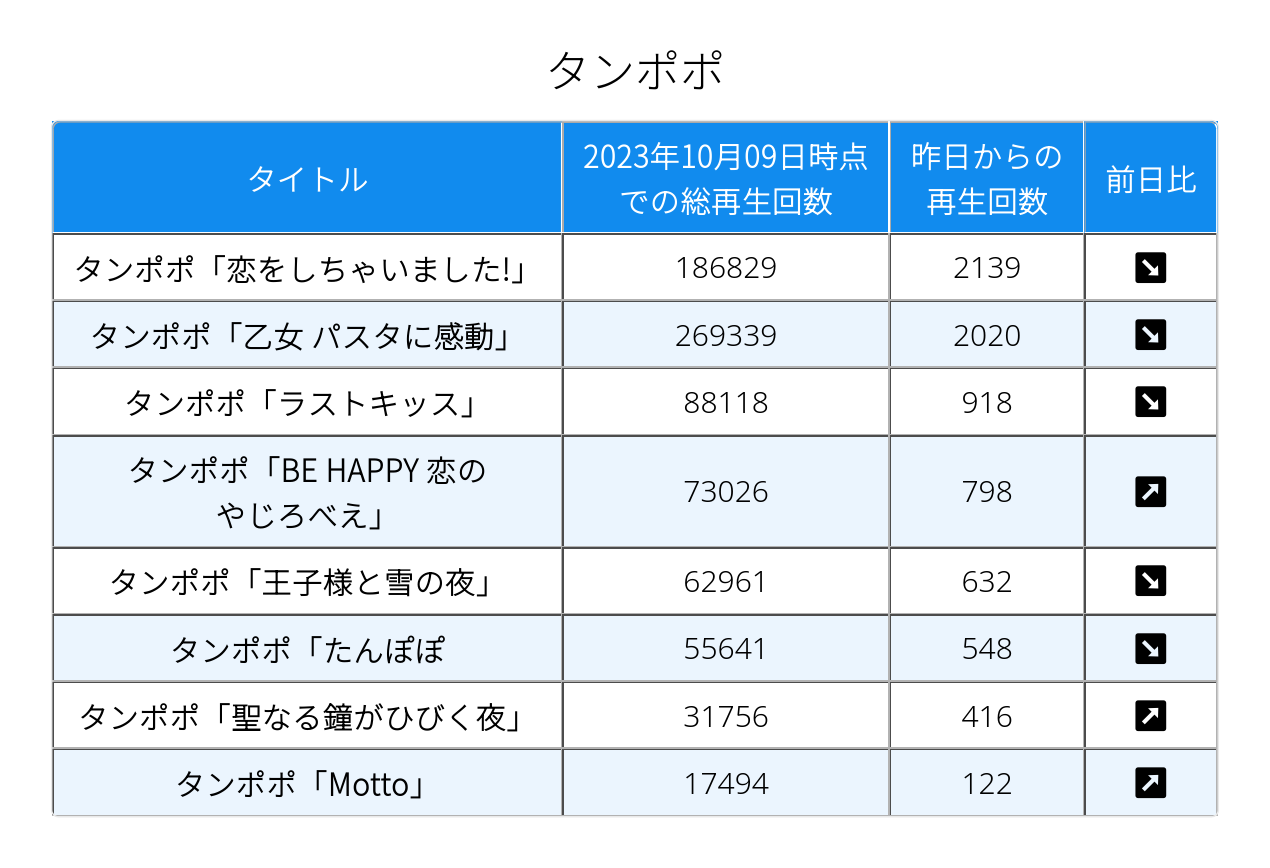 タンポポ
タイトル
2023年10月09日時点
での総再生回数
昨日からの
再生回数
前日比
タンポポ「恋をしちゃいました!」
186829
2139
↘
タンポポ「乙女 パスタに感動」
269339
2020
↘
タンポポ「ラストキッス」
88118
918
↘
タンポポ「BE HAPPY 恋の
やじろべえ」
73026
798
↗
タンポポ「王子様と雪の夜」
62961
632
↘
タンポポ「たんぽぽ
55641
548
↘
タンポポ「聖なる鐘がひびく夜」
31756
416
↗
タンポポ「Motto」
17494
122
↗